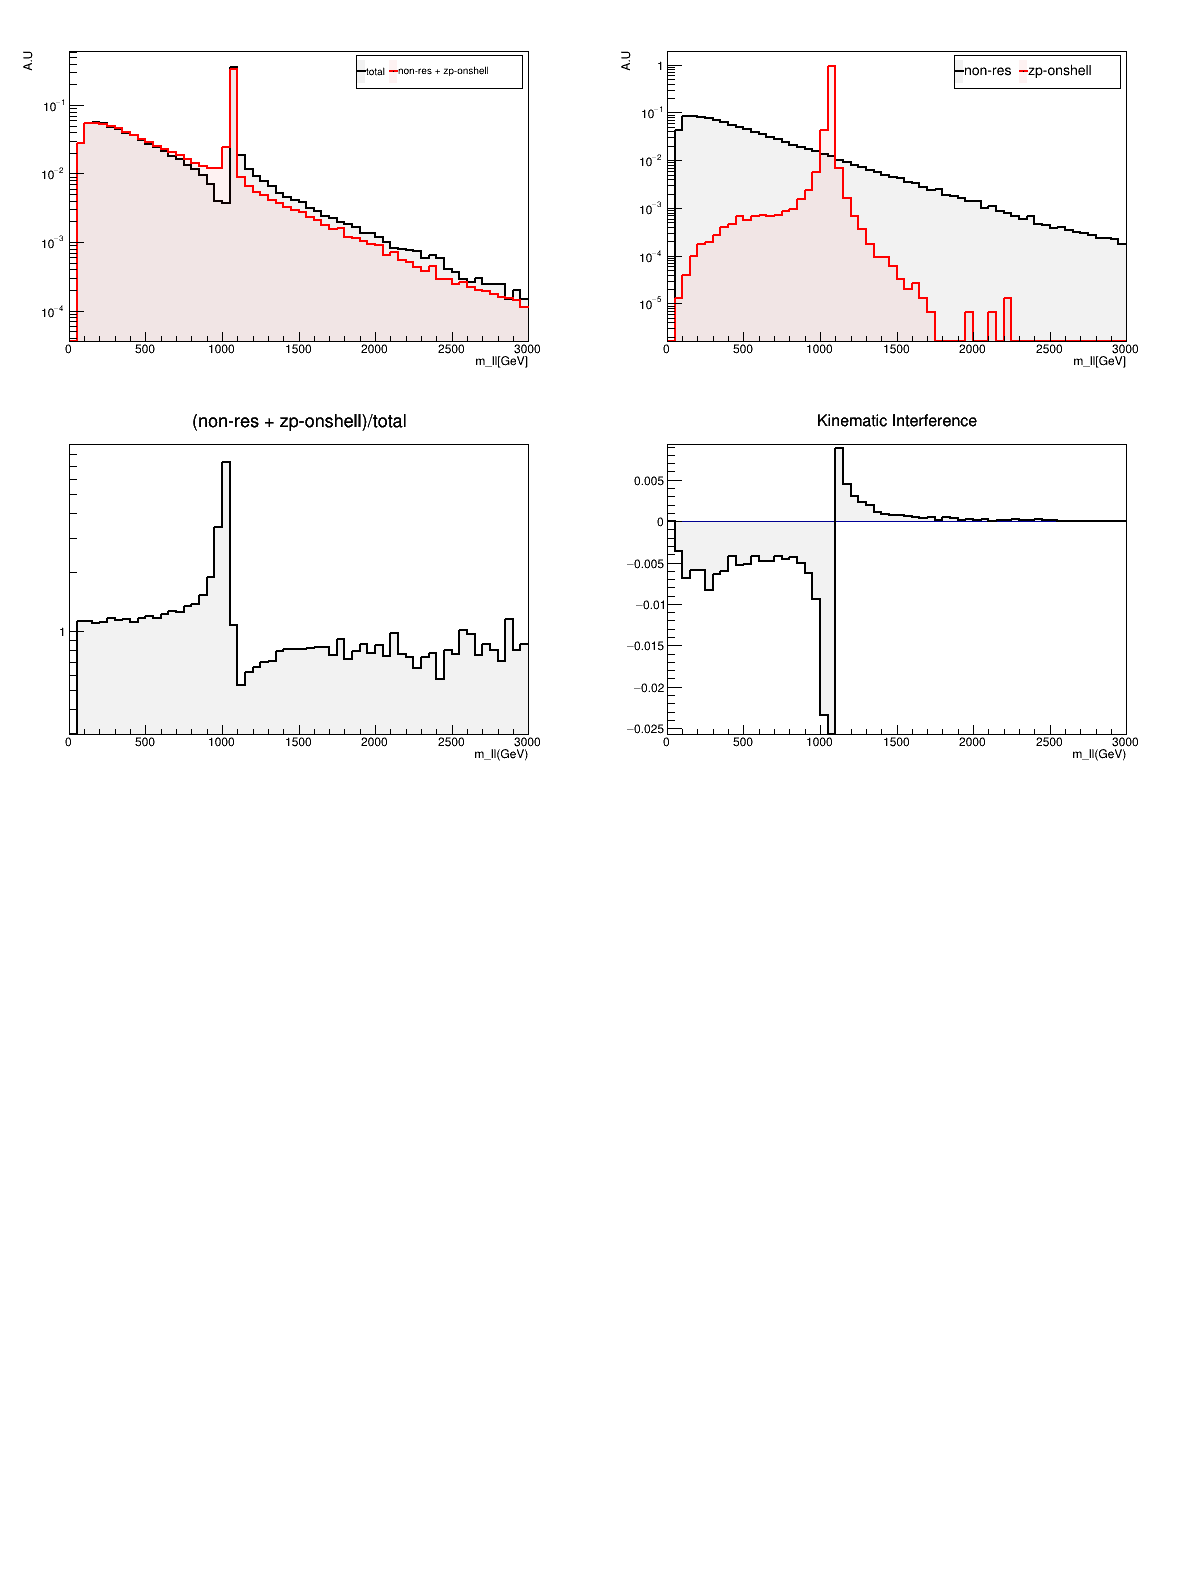 A.U
total non-res + zp-onshell
10⁻¹
10⁻²
10⁻³
10⁻⁴
0 500 1000 1500 2000 2500 3000
m_ll[GeV]
A.U
non-res zp-onshell
1
10⁻¹
10⁻²
10⁻³
10⁻⁴
10⁻⁵
0 500 1000 1500 2000 2500 3000
m_ll[GeV]
(non-res + zp-onshell)/total
1
0 500 1000 1500 2000 2500 3000
m_ll(GeV)
Kinematic Interference
0.005
0
−0.005
−0.01
−0.015
−0.02
−0.025
0 500 1000 1500 2000 2500 3000
m_ll(GeV)